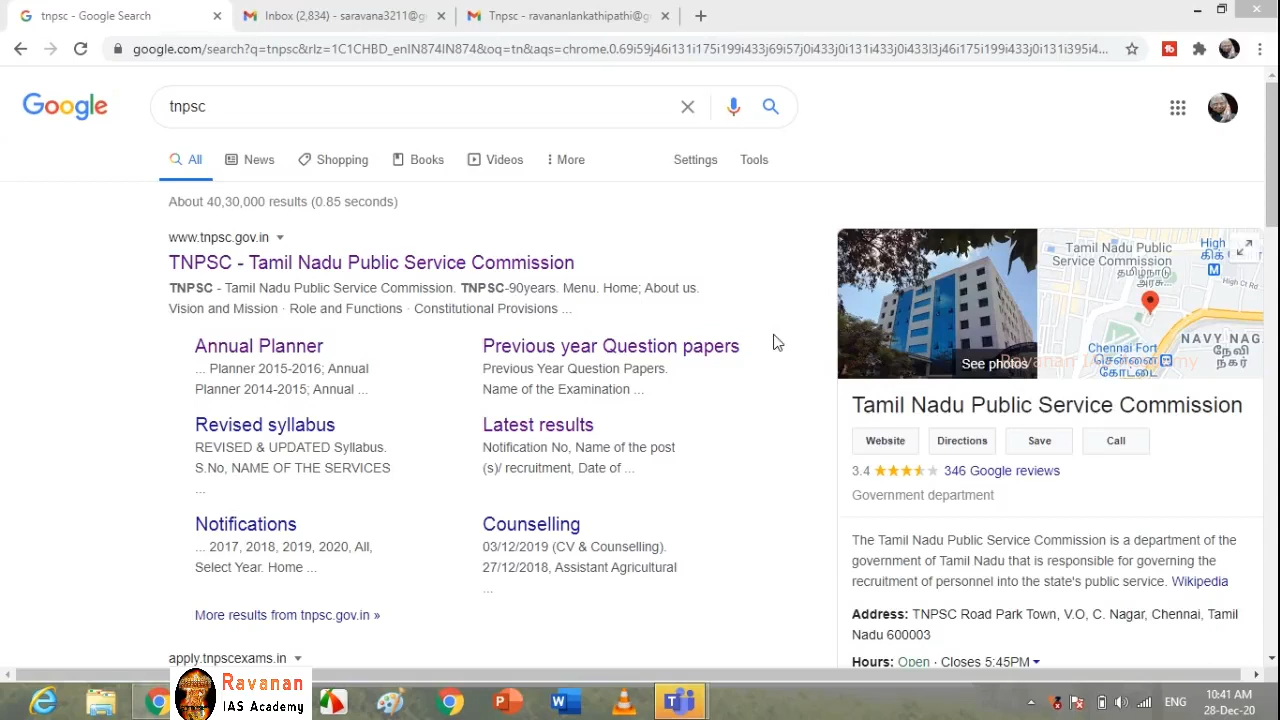 tnpsc - Google Search
Inbox (2,834) - saravana3211@g
Tnpsc - ravananlankathipathi@g
google.com/search?q=tnpsc&rlz=1C1CHBD_enIN874IN874&oq=tn&aqs=chrome.0.69i59j46i131i175i199i433j69i57j0i433j0i131i433j0i433l3j46i175i199i433j0i131i395i4...
Google
tnpsc
All
News
Shopping
Books
Videos
More
Settings
Tools
About 40,30,000 results (0.85 seconds)
www.tnpsc.gov.in
TNPSC - Tamil Nadu Public Service Commission
TNPSC - Tamil Nadu Public Service Commission. TNPSC-90years. Menu. Home; About us.
Vision and Mission · Role and Functions · Constitutional Provisions ...
Annual Planner
... Planner 2015-2016; Annual
Planner 2014-2015; Annual ...
Previous year Question papers
Previous Year Question Papers.
Name of the Examination ...
Revised syllabus
REVISED & UPDATED Syllabus.
S.No, NAME OF THE SERVICES
...
Latest results
Notification No, Name of the post
(s)/ recruitment, Date of ...
Notifications
... 2017, 2018, 2019, 2020, All,
Select Year. Home ...
Counselling
03/12/2019 (CV & Counselling).
27/12/2018, Assistant Agricultural
...
More results from tnpsc.gov.in »
apply.tnpscexams.in
See photos
Tamil Nadu Public
Service Commission
தமிழ்நாடு
அரசு...
High
கிக்
High Ct Rd
NAVY NAG
நேவி
நகர்
Chennai Fort
சென்னை
கோட்டை
Ravanan IAS Academy
Tamil Nadu Public Service Commission
Website
Directions
Save
Call
3.4
346 Google reviews
Government department
The Tamil Nadu Public Service Commission is a department of the
government of Tamil Nadu that is responsible for governing the
recruitment of personnel into the state's public service. Wikipedia
Address: TNPSC Road Park Town, V.O, C. Nagar, Chennai, Tamil
Nadu 600003
Hours: Open · Closes 5:45PM
Ravanan
IAS Academy
ENG
10:41 AM
28-Dec-20